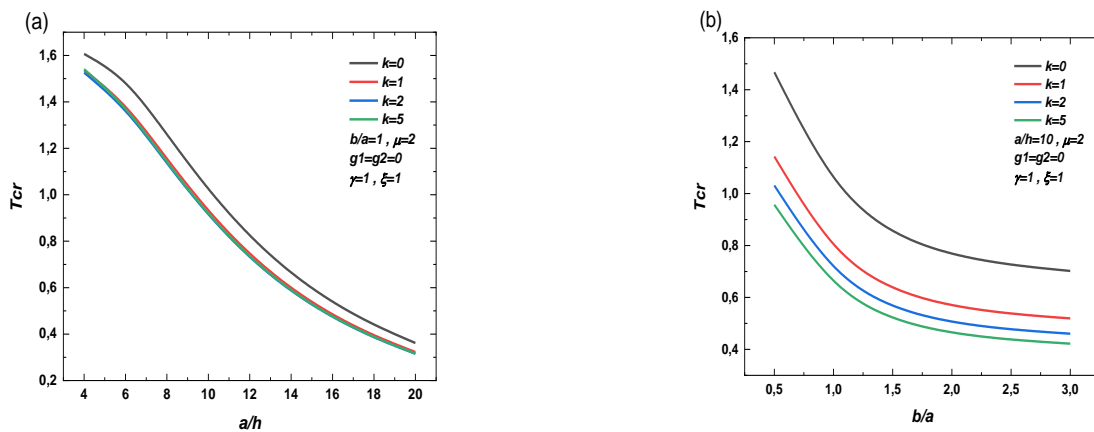 (a)
1,6
1,4
1,2
1,0
0,8
0,6
0,4
0,2
Tcr
4 6 8 10 12 14 16 18 20
a/h
k=0
k=1
k=2
k=5
b/a=1 , μ=2
g1=g2=0
γ=1 , ξ=1
(b)
1,6
1,4
1,2
1,0
0,8
0,6
0,4
Tcr
0,5 1,0 1,5 2,0 2,5 3,0
b/a
k=0
k=1
k=2
k=5
a/h=10 , μ=2
g1=g2=0
γ=1 , ξ=1